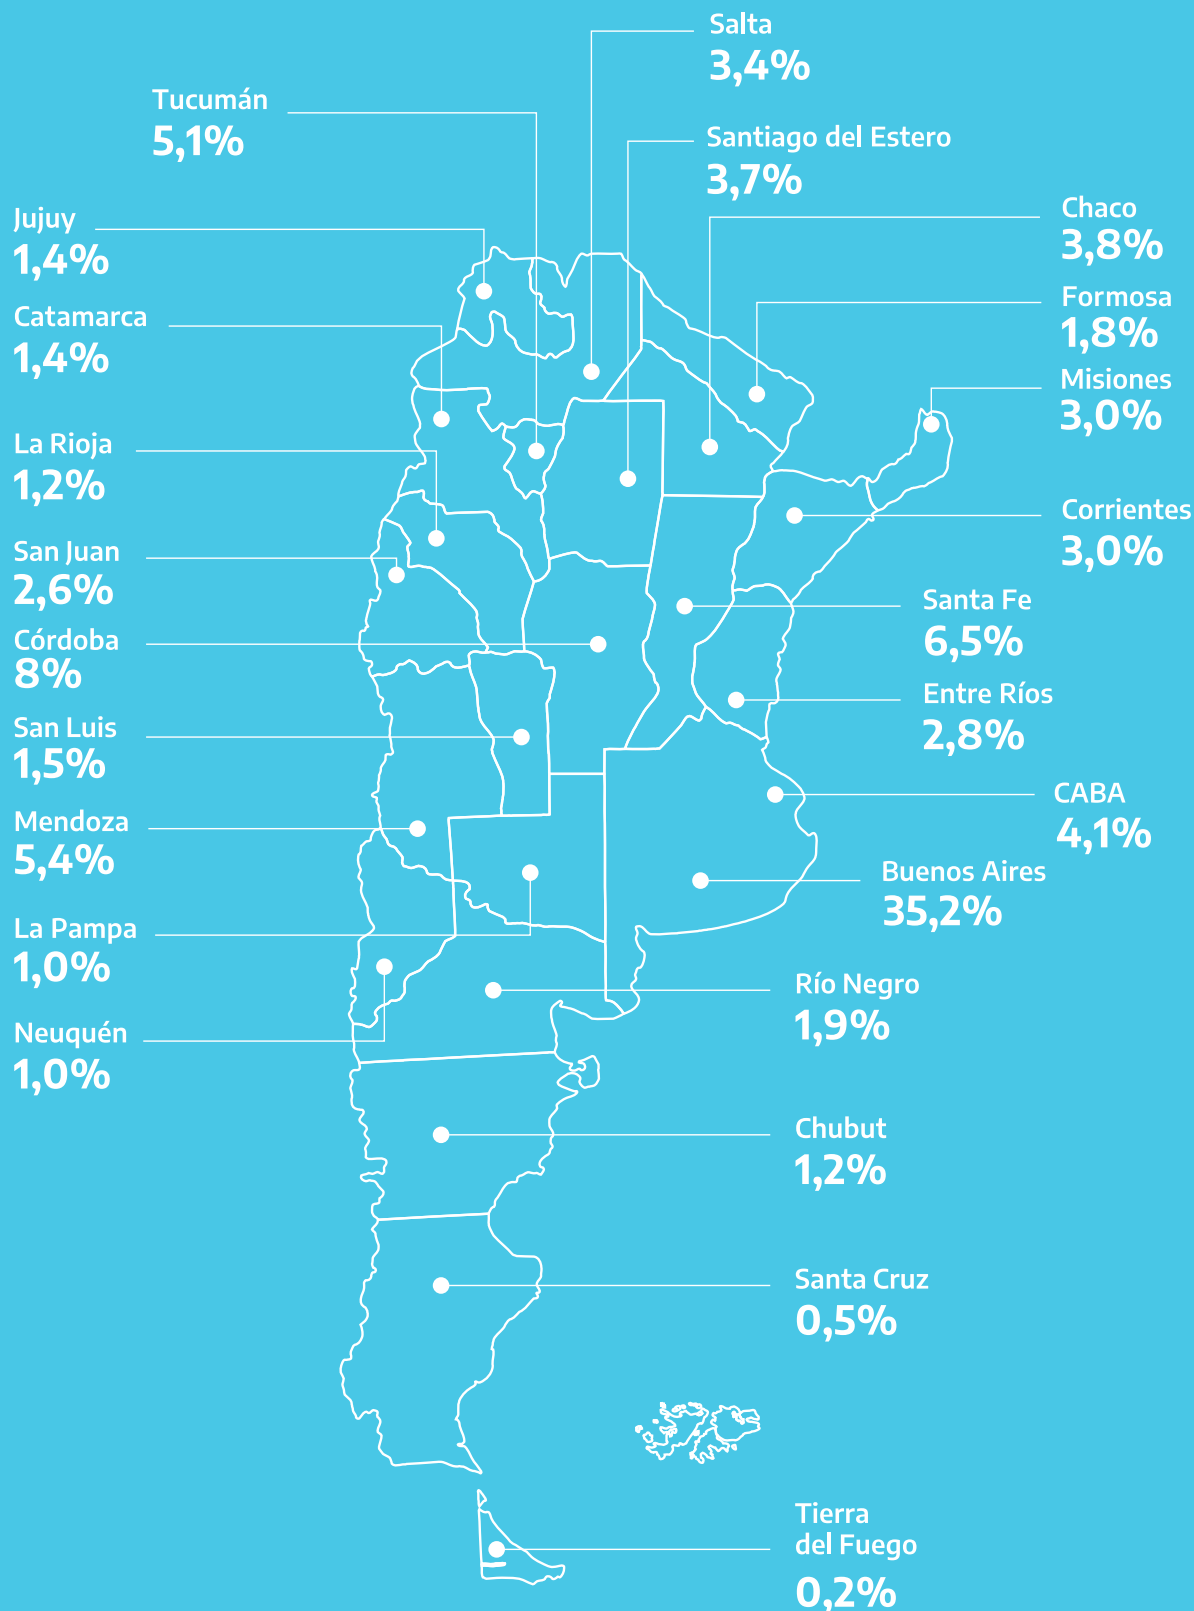 Salta
3,4%
Tucumán
5,1%
Santiago del Estero
3,7%
Jujuy
1,4%
Chaco
3,8%
Catamarca
1,4%
Formosa
1,8%
Misiones
3,0%
La Rioja
1,2%
Corrientes
3,0%
San Juan
2,6%
Santa Fe
6,5%
Córdoba
8%
Entre Ríos
2,8%
San Luis
1,5%
CABA
4,1%
Mendoza
5,4%
Buenos Aires
35,2%
La Pampa
1,0%
Río Negro
1,9%
Neuquén
1,0%
Chubut
1,2%
Santa Cruz
0,5%
Tierra
del Fuego
0,2%